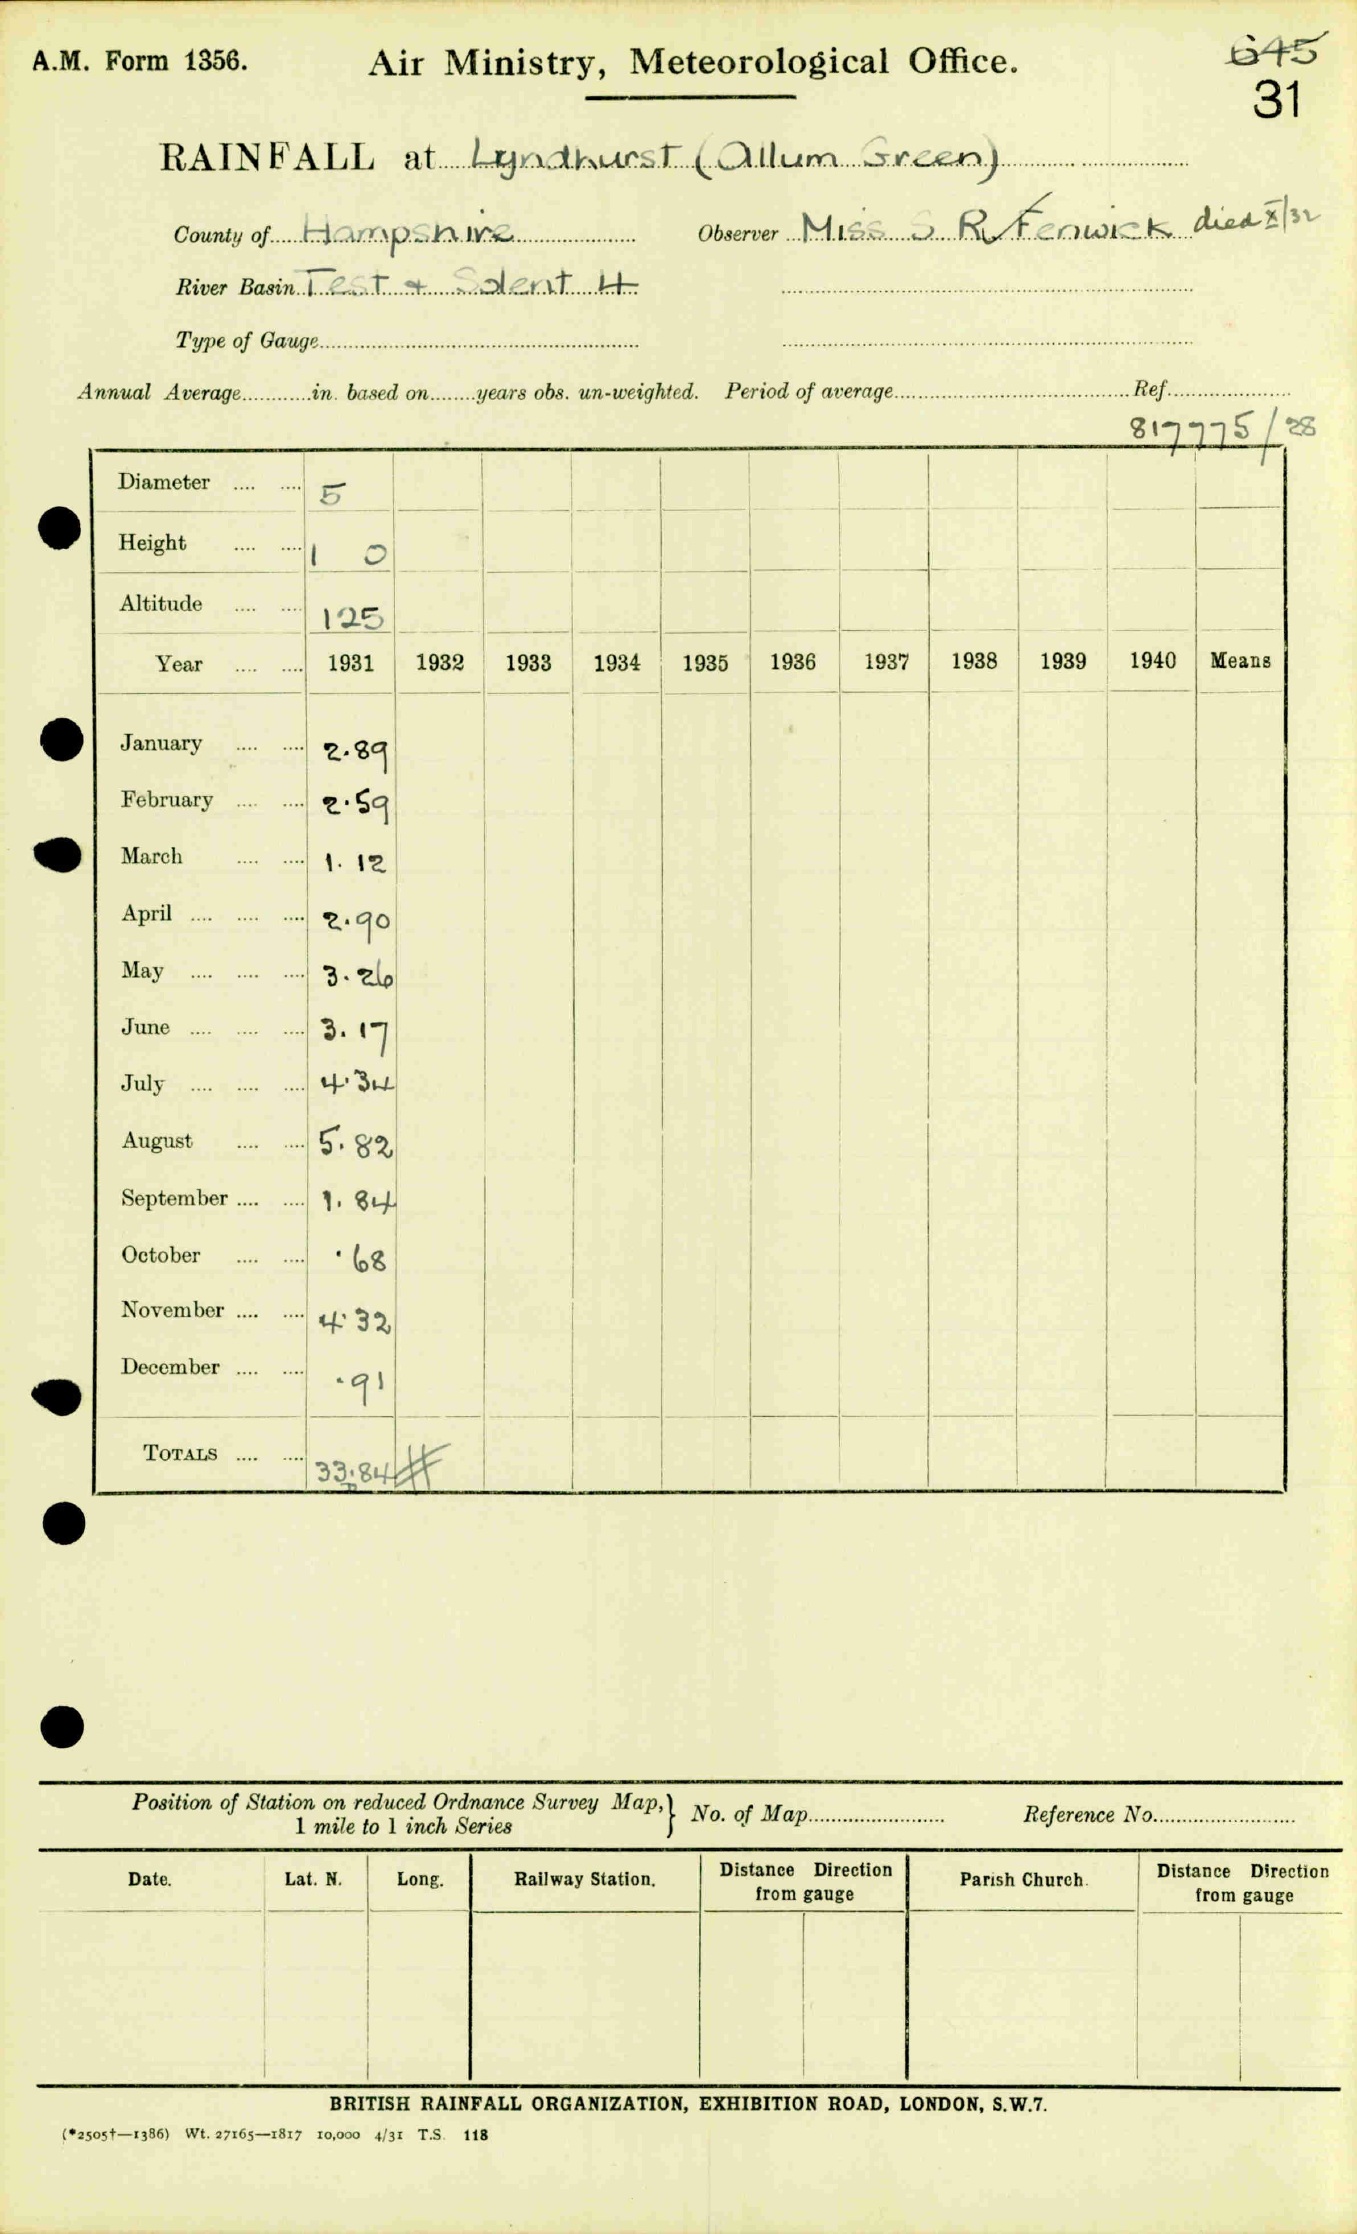 A.M. Form 1356. Air Ministry, Meteorological Office. 645
31
RAINFALL at Lyndhurst (Allum Green)
County of Hampshire Observer Miss S R Fenwick died X/32
River Basin Test & Solent 4
Type of Gauge
Annual Average in. based on years obs. un-weighted. Period of average Ref.
817775/28
Diameter 5
Height 1 0
Altitude 125
Year 1931 1932 1933 1934 1935 1936 1937 1938 1939 1940 Means
January 2.89
February 2.59
March 1.12
April 2.90
May 3.26
June 3.17
July 4.34
August 5.82
September 1.84
October .68
November 4.32
December .91
TOTALS 33.84
Position of Station on reduced Ordnance Survey Map,} No. of Map Reference No.
1 mile to 1 inch Series
Date. Lat. N. Long. Railway Station. Distance Direction Parish Church. Distance Direction
from gauge from gauge
BRITISH RAINFALL ORGANIZATION, EXHIBITION ROAD, LONDON, S.W.7.
(*2505†—1386) Wt. 27165—1817 10,000 4/31 T.S. 118